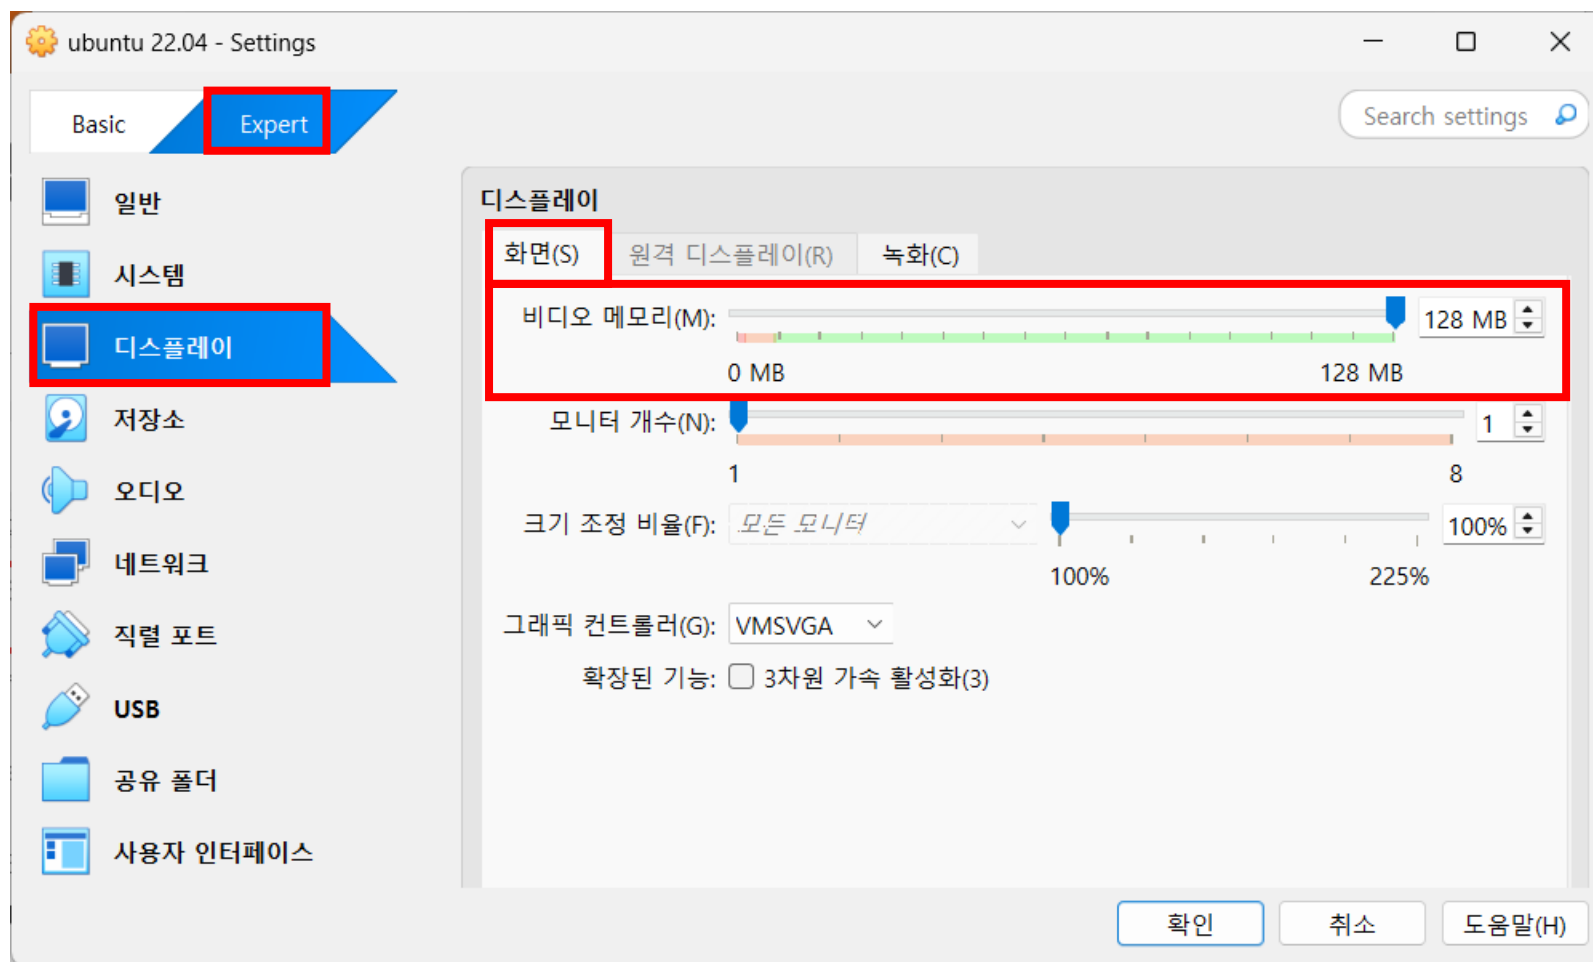 ubuntu 22.04 - Settings
Basic
Expert
Search settings
일반
시스템
디스플레이
저장소
오디오
네트워크
직렬 포트
USB
공유 폴더
사용자 인터페이스
디스플레이
화면(S)
원격 디스플레이(R)
녹화(C)
비디오 메모리(M):
128 MB
0 MB
128 MB
모니터 개수(N):
1
1
8
크기 조정 비율(F):
모든 모니터
100%
100%
225%
그래픽 컨트롤러(G):
VMSVGA
확장된 기능:
3차원 가속 활성화(3)
확인
취소
도움말(H)